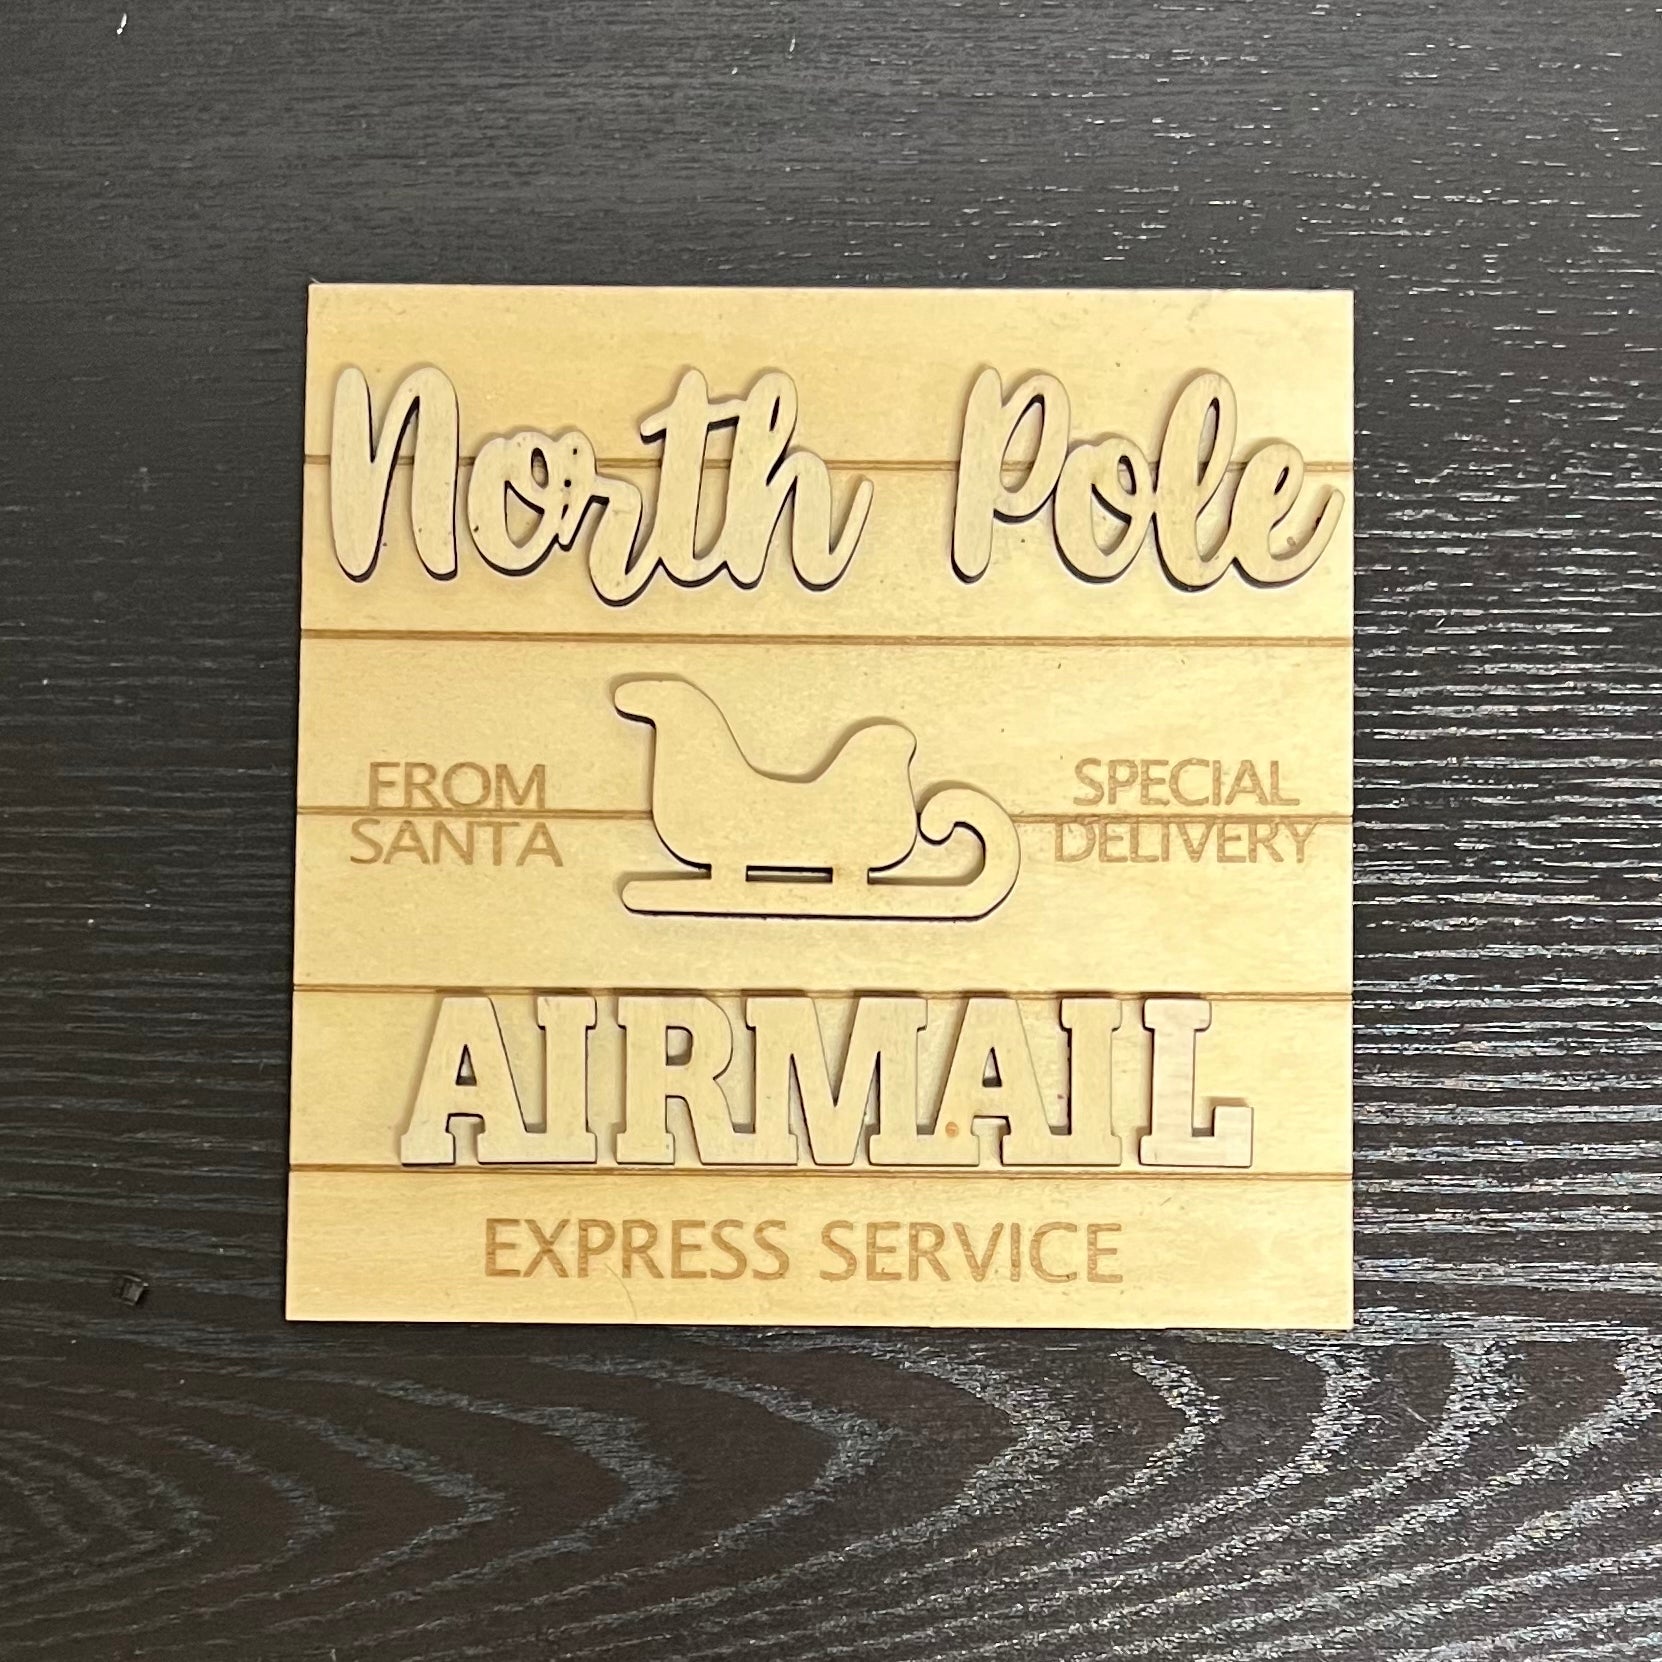 North Pole
FROM
SANTA
SPECIAL
DELIVERY
AIRMAIL
EXPRESS SERVICE